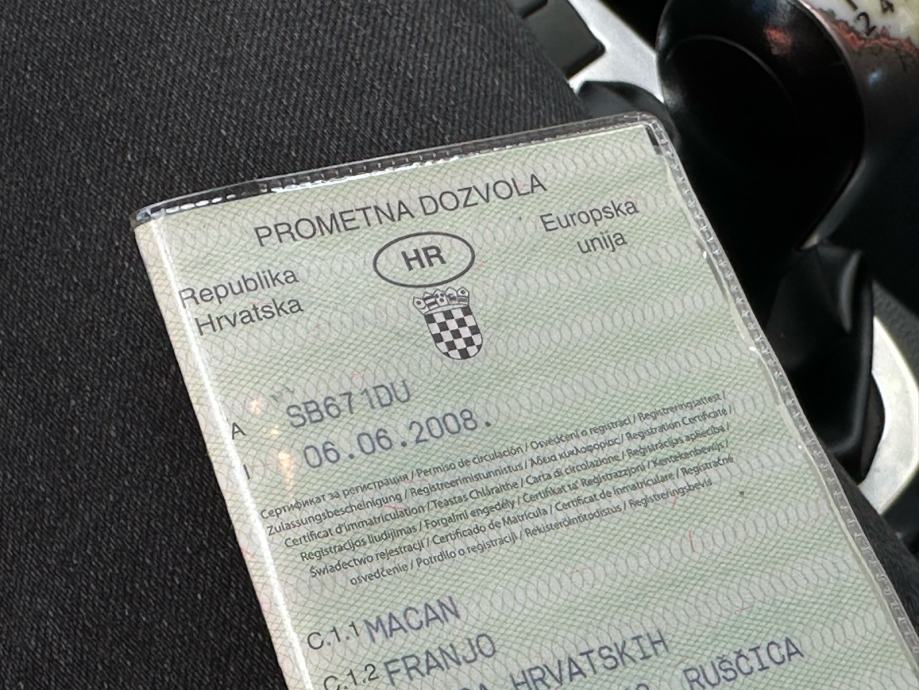 PROMETNA DOZVOLA
Republika
Hrvatska
HR
Europska
unija
A SB671DU
I 06.06.2008.
Сертификат за регистрация / Permiso de circulación / Osvědčení o registraci / Registreringsattest /
Zulassungsbescheinigung / Registreerimistunnistus / Άδεια κυκλοφορίας / Registration Certificate /
Certificat d'immatriculation / Teastas Chláraithe / Carta di circolazione / Reģistrācijas apliecība /
Registracijos liudijimas / Forgalmi engedély / Ċertifikat ta' Reġistrazzjoni / Kentekenbewijs /
Świadectwo rejestracji / Certificado de Matrícula / Certificat de înmatriculare / Registračné
osvedčenie / Potrdilo o registraciji / Rekisteröintitodistus / Registreringsbevis
C.1.1 MACAN
C.1.2 FRANJO
HRVATSKIH
RUŠČICA
24